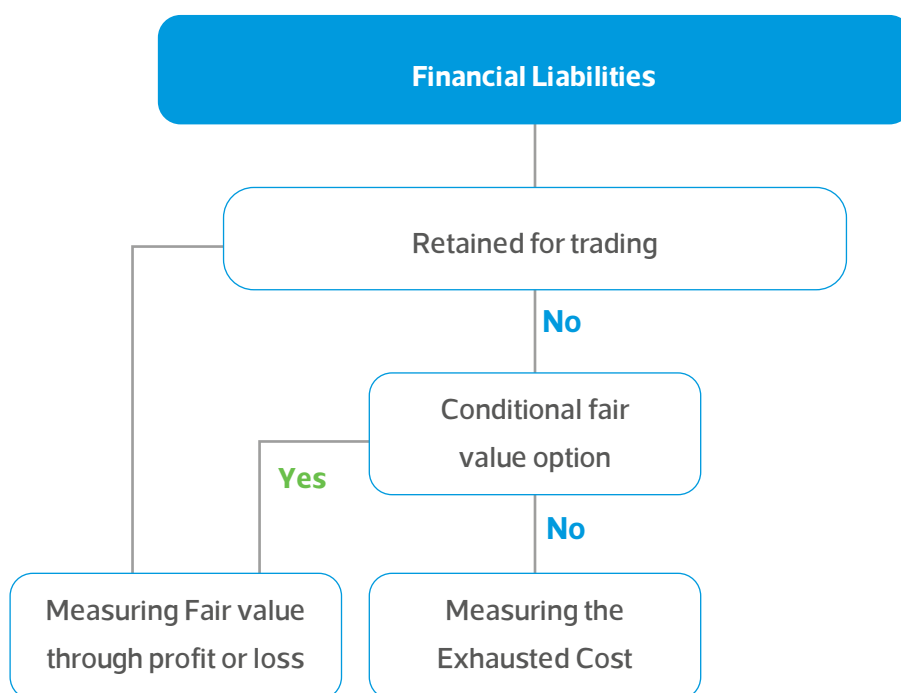 Financial Liabilities
Retained for trading
No
Conditional fair
value option
Yes
No
Measuring Fair value
through profit or loss
Measuring the
Exhausted Cost